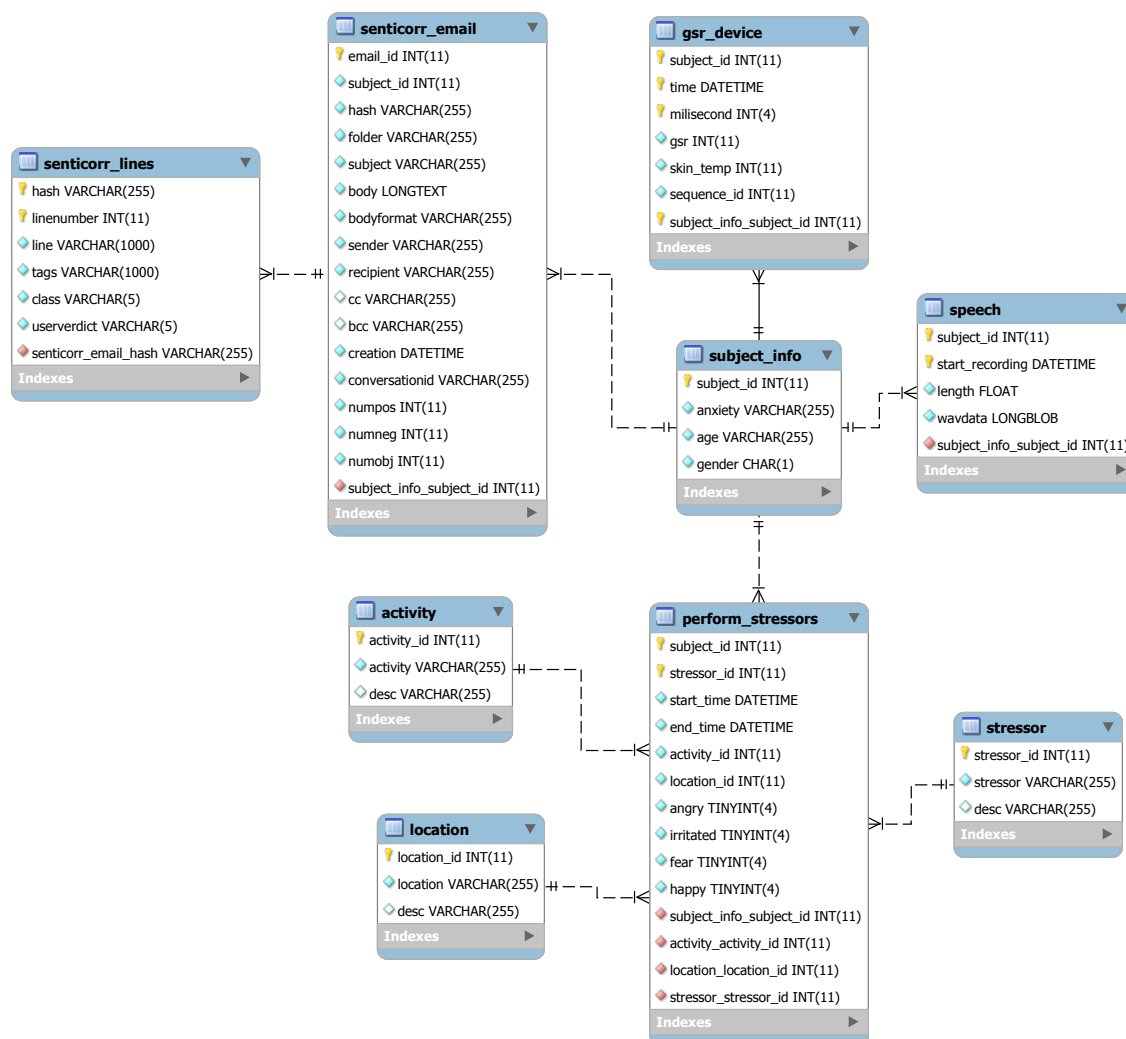 senticorr_email
email_id INT(11)
subject_id INT(11)
hash VARCHAR(255)
folder VARCHAR(255)
subject VARCHAR(255)
body LONGTEXT
bodyformat VARCHAR(255)
sender VARCHAR(255)
recipient VARCHAR(255)
cc VARCHAR(255)
bcc VARCHAR(255)
creation DATETIME
conversationid VARCHAR(255)
numpos INT(11)
numneg INT(11)
numobj INT(11)
subject_info_subject_id INT(11)
Indexes
gsr_device
subject_id INT(11)
time DATETIME
milisecond INT(4)
gsr INT(11)
skin_temp INT(11)
sequence_id INT(11)
subject_info_subject_id INT(11)
Indexes
senticorr_lines
hash VARCHAR(255)
linenumber INT(11)
line VARCHAR(1000)
tags VARCHAR(1000)
class VARCHAR(5)
userverdict VARCHAR(5)
senticorr_email_hash VARCHAR(255)
Indexes
speech
subject_id INT(11)
start_recording DATETIME
length FLOAT
wavdata LONGBLOB
subject_info_subject_id INT(11)
Indexes
subject_info
subject_id INT(11)
anxiety VARCHAR(255)
age VARCHAR(255)
gender CHAR(1)
Indexes
activity
activity_id INT(11)
activity VARCHAR(255)
desc VARCHAR(255)
Indexes
perform_stressors
subject_id INT(11)
stressor_id INT(11)
start_time DATETIME
end_time DATETIME
activity_id INT(11)
location_id INT(11)
angry TINYINT(4)
irritated TINYINT(4)
fear TINYINT(4)
happy TINYINT(4)
subject_info_subject_id INT(11)
activity_activity_id INT(11)
location_location_id INT(11)
stressor_stressor_id INT(11)
Indexes
stressor
stressor_id INT(11)
stressor VARCHAR(255)
desc VARCHAR(255)
Indexes
location
location_id INT(11)
location VARCHAR(255)
desc VARCHAR(255)
Indexes